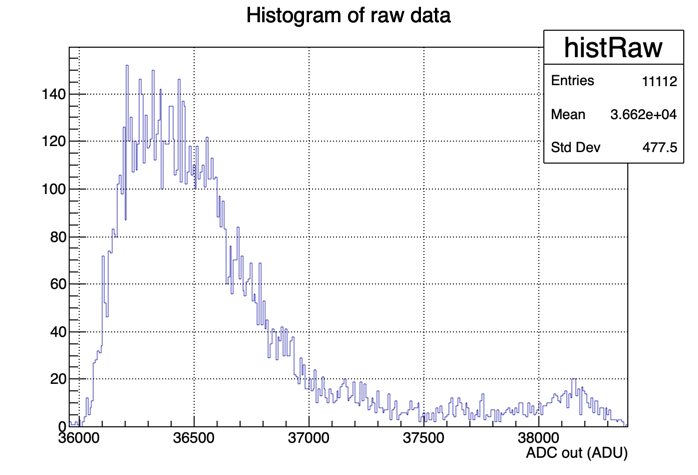 Histogram of raw data
histRaw
Entries 11112
Mean 3.662e+04
Std Dev 477.5
140
120
100
80
60
40
20
0
36000 36500 37000 37500 38000
ADC out (ADU)